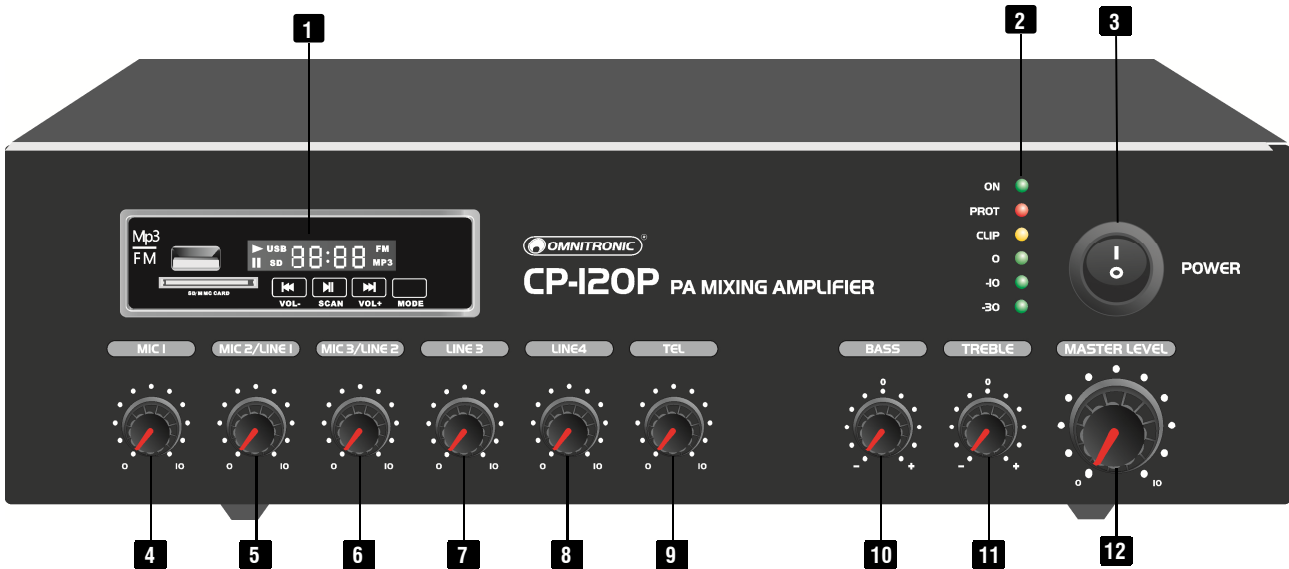 1
2
3
ON
PROT
CLIP
0
-10
-30
POWER
Mp3
FM
USB
SD
88:88
FM
MP3
SD/MMC CARD
VOL-
SCAN
VOL+
MODE
OMNITRONIC®
CP-120P PA MIXING AMPLIFIER
MIC 1
MIC 2/LINE 1
MIC 3/LINE 2
LINE 3
LINE4
TEL
BASS
TREBLE
MASTER LEVEL
0 10
0 10
0 10
0 10
0 10
0 10
0
- +
0
- +
0 10
4
5
6
7
8
9
10
11
12